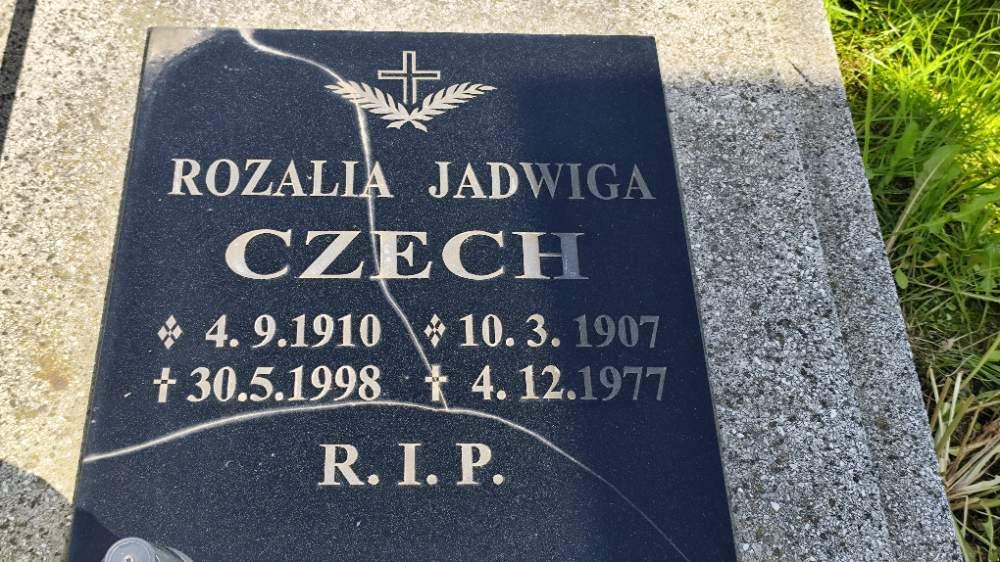 ROZALIA JADWIGA
CZECH
4.9.1910 10.3.1907
† 30.5.1998 † 4.12.1977
R. I. P.